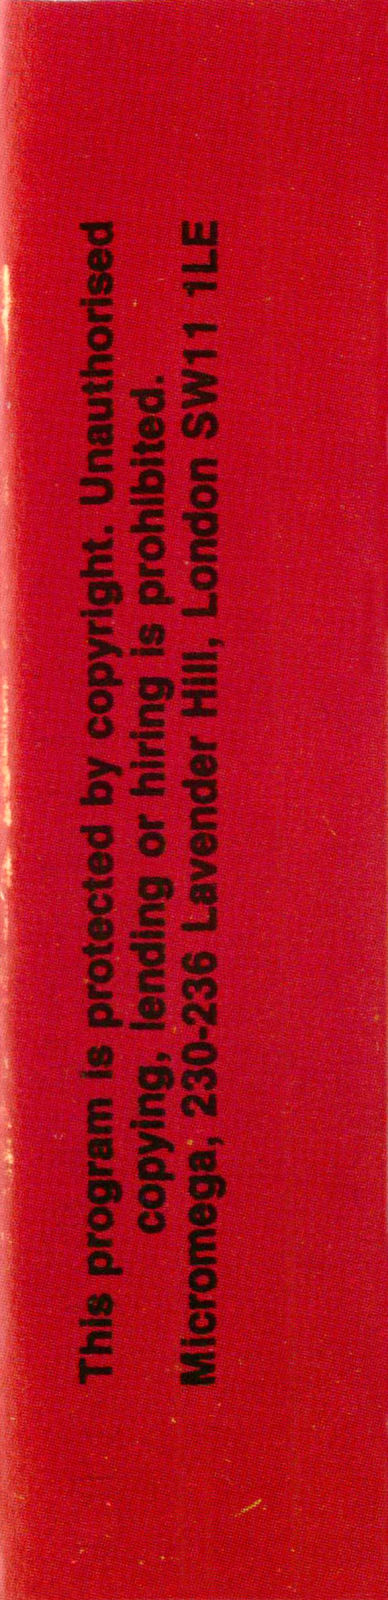 This program is protected by copyright. Unauthorised
copying, lending or hiring is prohibited.
Micromega, 230-236 Lavender Hill, London SW11 1LE